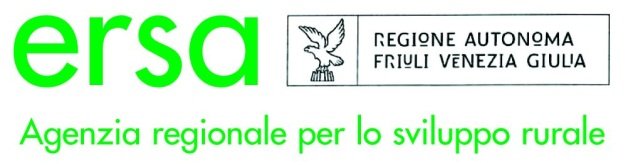 ersa
REGIONE AUTONOMA
FRIULI VENEZIA GIULIA
Agenzia regionale per lo sviluppo rurale